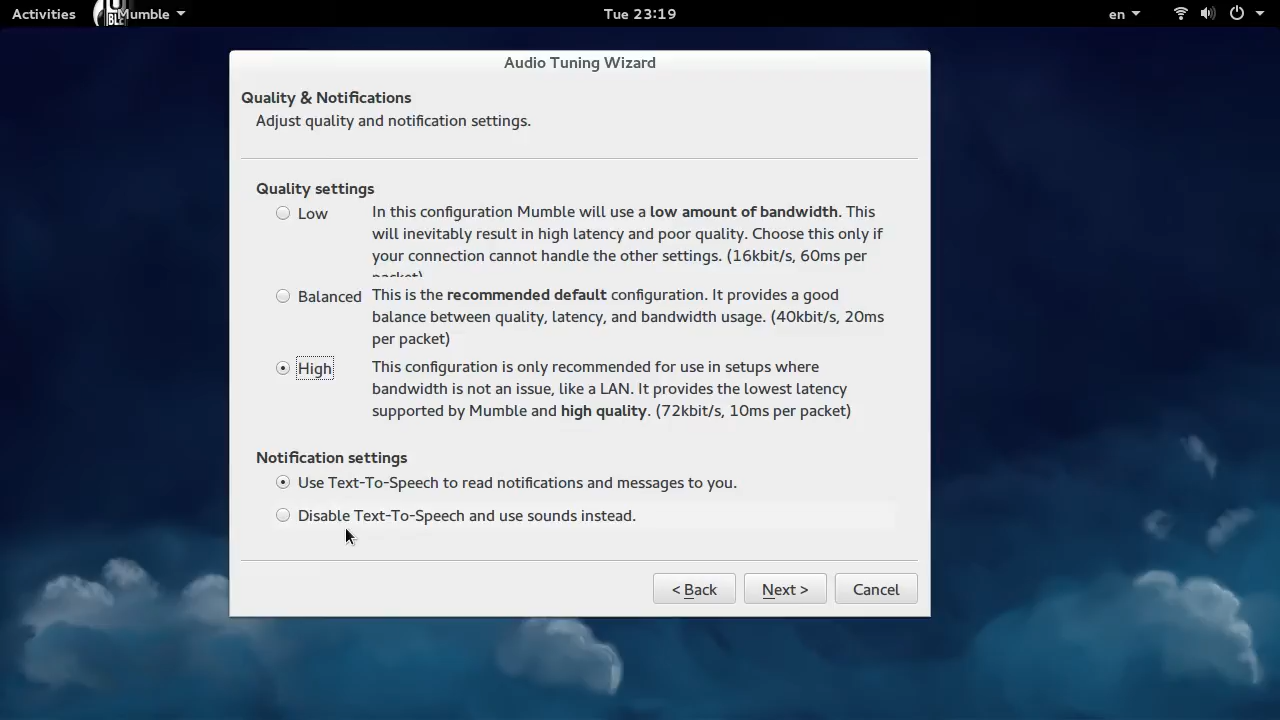 Activities Mumble Tue 23:19 en
Audio Tuning Wizard
Quality & Notifications
Adjust quality and notification settings.
Quality settings
Low In this configuration Mumble will use a low amount of bandwidth. This
will inevitably result in high latency and poor quality. Choose this only if
your connection cannot handle the other settings. (16kbit/s, 60ms per
packet)
Balanced This is the recommended default configuration. It provides a good
balance between quality, latency, and bandwidth usage. (40kbit/s, 20ms
per packet)
High This configuration is only recommended for use in setups where
bandwidth is not an issue, like a LAN. It provides the lowest latency
supported by Mumble and high quality. (72kbit/s, 10ms per packet)
Notification settings
Use Text-To-Speech to read notifications and messages to you.
Disable Text-To-Speech and use sounds instead.
< Back Next > Cancel